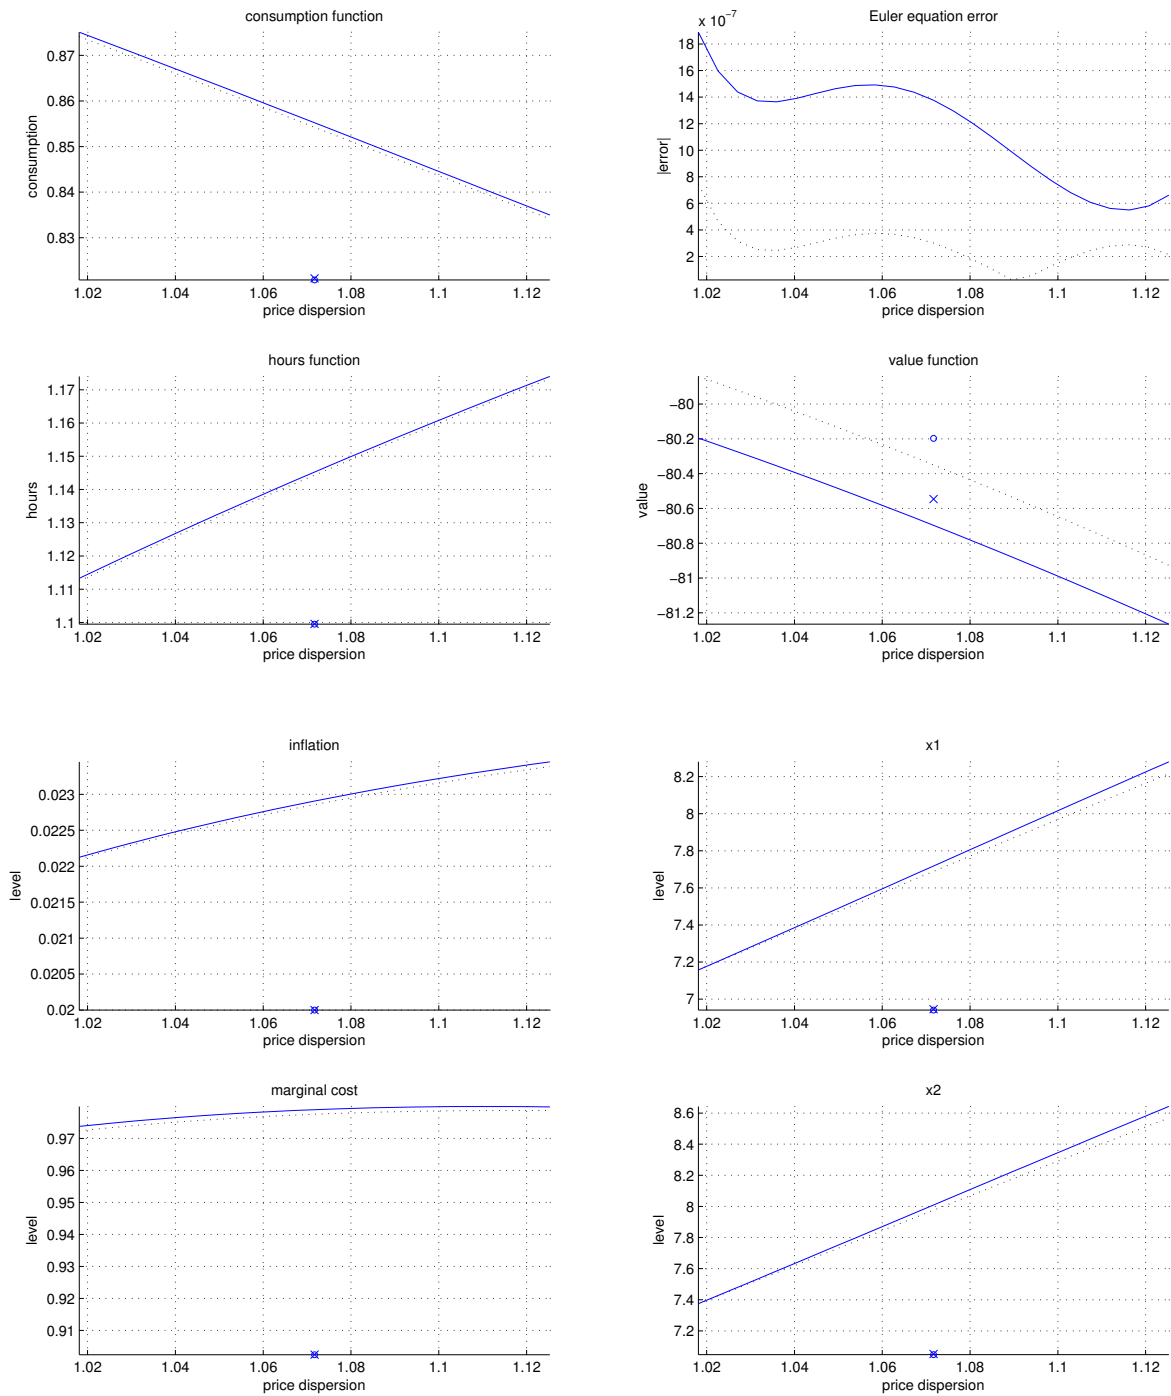 consumption function
0.87
0.86
0.85
0.84
0.83
consumption
1.02 1.04 1.06 1.08 1.1 1.12
price dispersion
Euler equation error
x 10−7
18
16
14
12
10
8
6
4
2
|error|
1.02 1.04 1.06 1.08 1.1 1.12
price dispersion
hours function
1.17
1.16
1.15
1.14
1.13
1.12
1.11
1.1
hours
1.02 1.04 1.06 1.08 1.1 1.12
price dispersion
value function
−80
−80.2
−80.4
−80.6
−80.8
−81
−81.2
value
1.02 1.04 1.06 1.08 1.1 1.12
price dispersion
inflation
0.023
0.0225
0.022
0.0215
0.021
0.0205
0.02
level
1.02 1.04 1.06 1.08 1.1 1.12
price dispersion
x1
8.2
8
7.8
7.6
7.4
7.2
7
level
1.02 1.04 1.06 1.08 1.1 1.12
price dispersion
marginal cost
0.97
0.96
0.95
0.94
0.93
0.92
0.91
level
1.02 1.04 1.06 1.08 1.1 1.12
price dispersion
x2
8.6
8.4
8.2
8
7.8
7.6
7.4
7.2
level
1.02 1.04 1.06 1.08 1.1 1.12
price dispersion